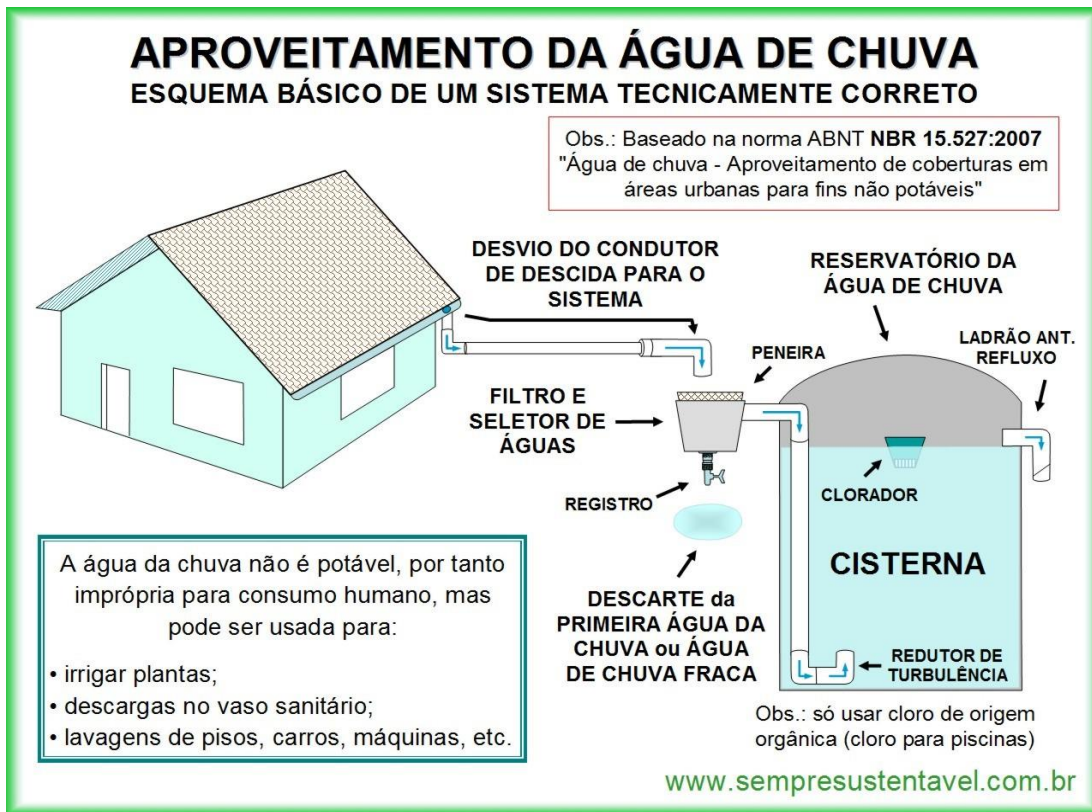 APROVEITAMENTO DA ÁGUA DE CHUVA
ESQUEMA BÁSICO DE UM SISTEMA TECNICAMENTE CORRETO
Obs.: Baseado na norma ABNT NBR 15.527:2007
"Água de chuva - Aproveitamento de coberturas em
áreas urbanas para fins não potáveis"
DESVIO DO CONDUTOR
DE DESCIDA PARA O
SISTEMA
RESERVATÓRIO DA
ÁGUA DE CHUVA
LADRÃO ANT.
REFLUXO
PENEIRA
FILTRO E
SELETOR DE
ÁGUAS
REGISTRO
CLORADOR
CISTERNA
DESCARTE da
PRIMEIRA ÁGUA DA
CHUVA ou ÁGUA
DE CHUVA FRACA
REDUTOR DE
TURBULÊNCIA
A água da chuva não é potável, por tanto
imprópria para consumo humano, mas
pode ser usada para:
• irrigar plantas;
• descargas no vaso sanitário;
• lavagens de pisos, carros, máquinas, etc.
Obs.: só usar cloro de origem
orgânica (cloro para piscinas)
www.sempresustentavel.com.br